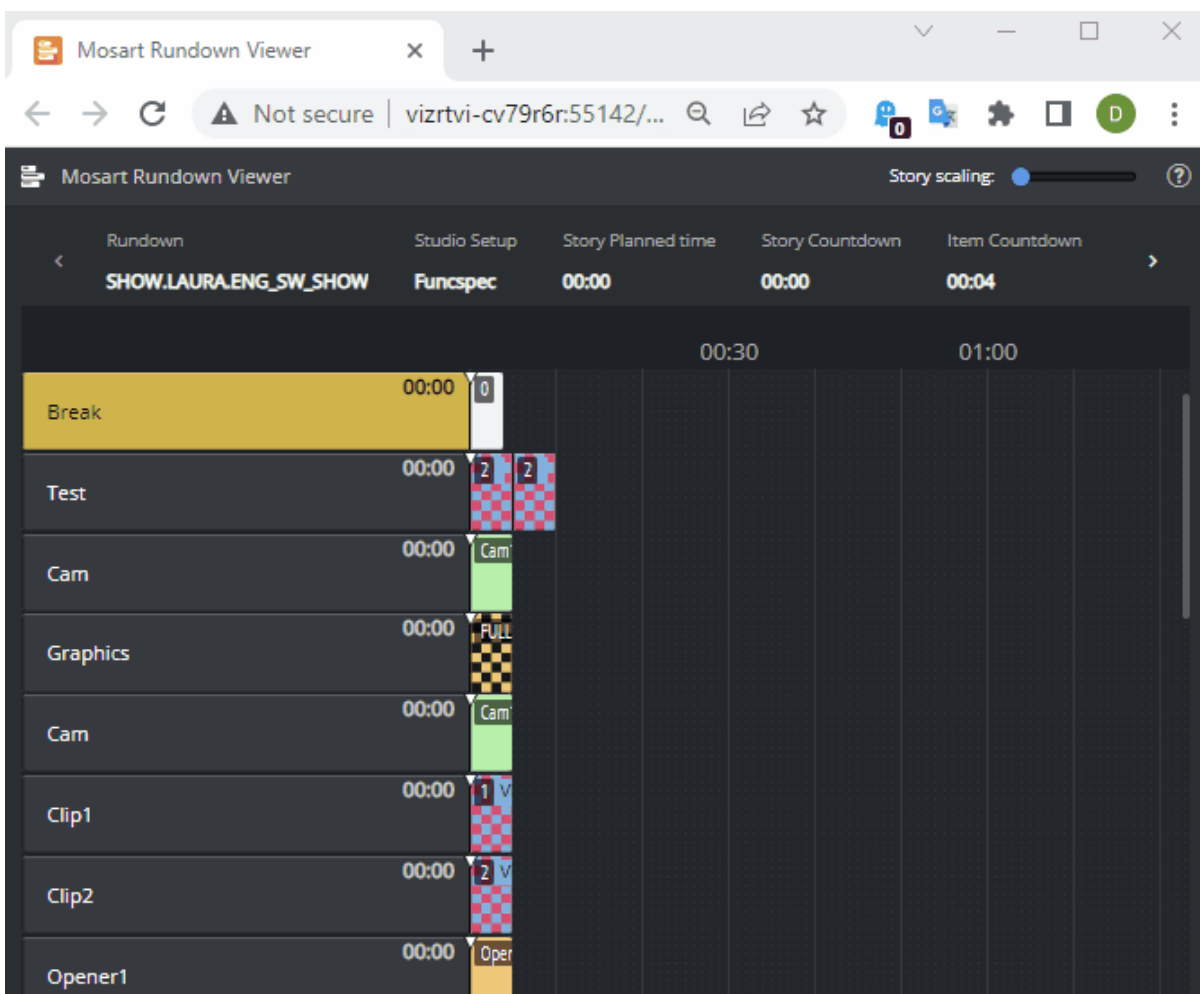 Mosart Rundown Viewer
Not secure vizrtvi-cv79r6r:55142/...
0
D
Mosart Rundown Viewer Story scaling:
Rundown Studio Setup Story Planned time Story Countdown Item Countdown
SHOW.LAURA.ENG_SW_SHOW Funcspec 00:00 00:00 00:04
00:30 01:00
Break 00:00 0
Test 00:00 2 2
Cam 00:00 Cam1
Graphics 00:00 FULL
Cam 00:00 Cam1
Clip1 00:00 1 V
Clip2 00:00 2 V
Opener1 00:00 Oper